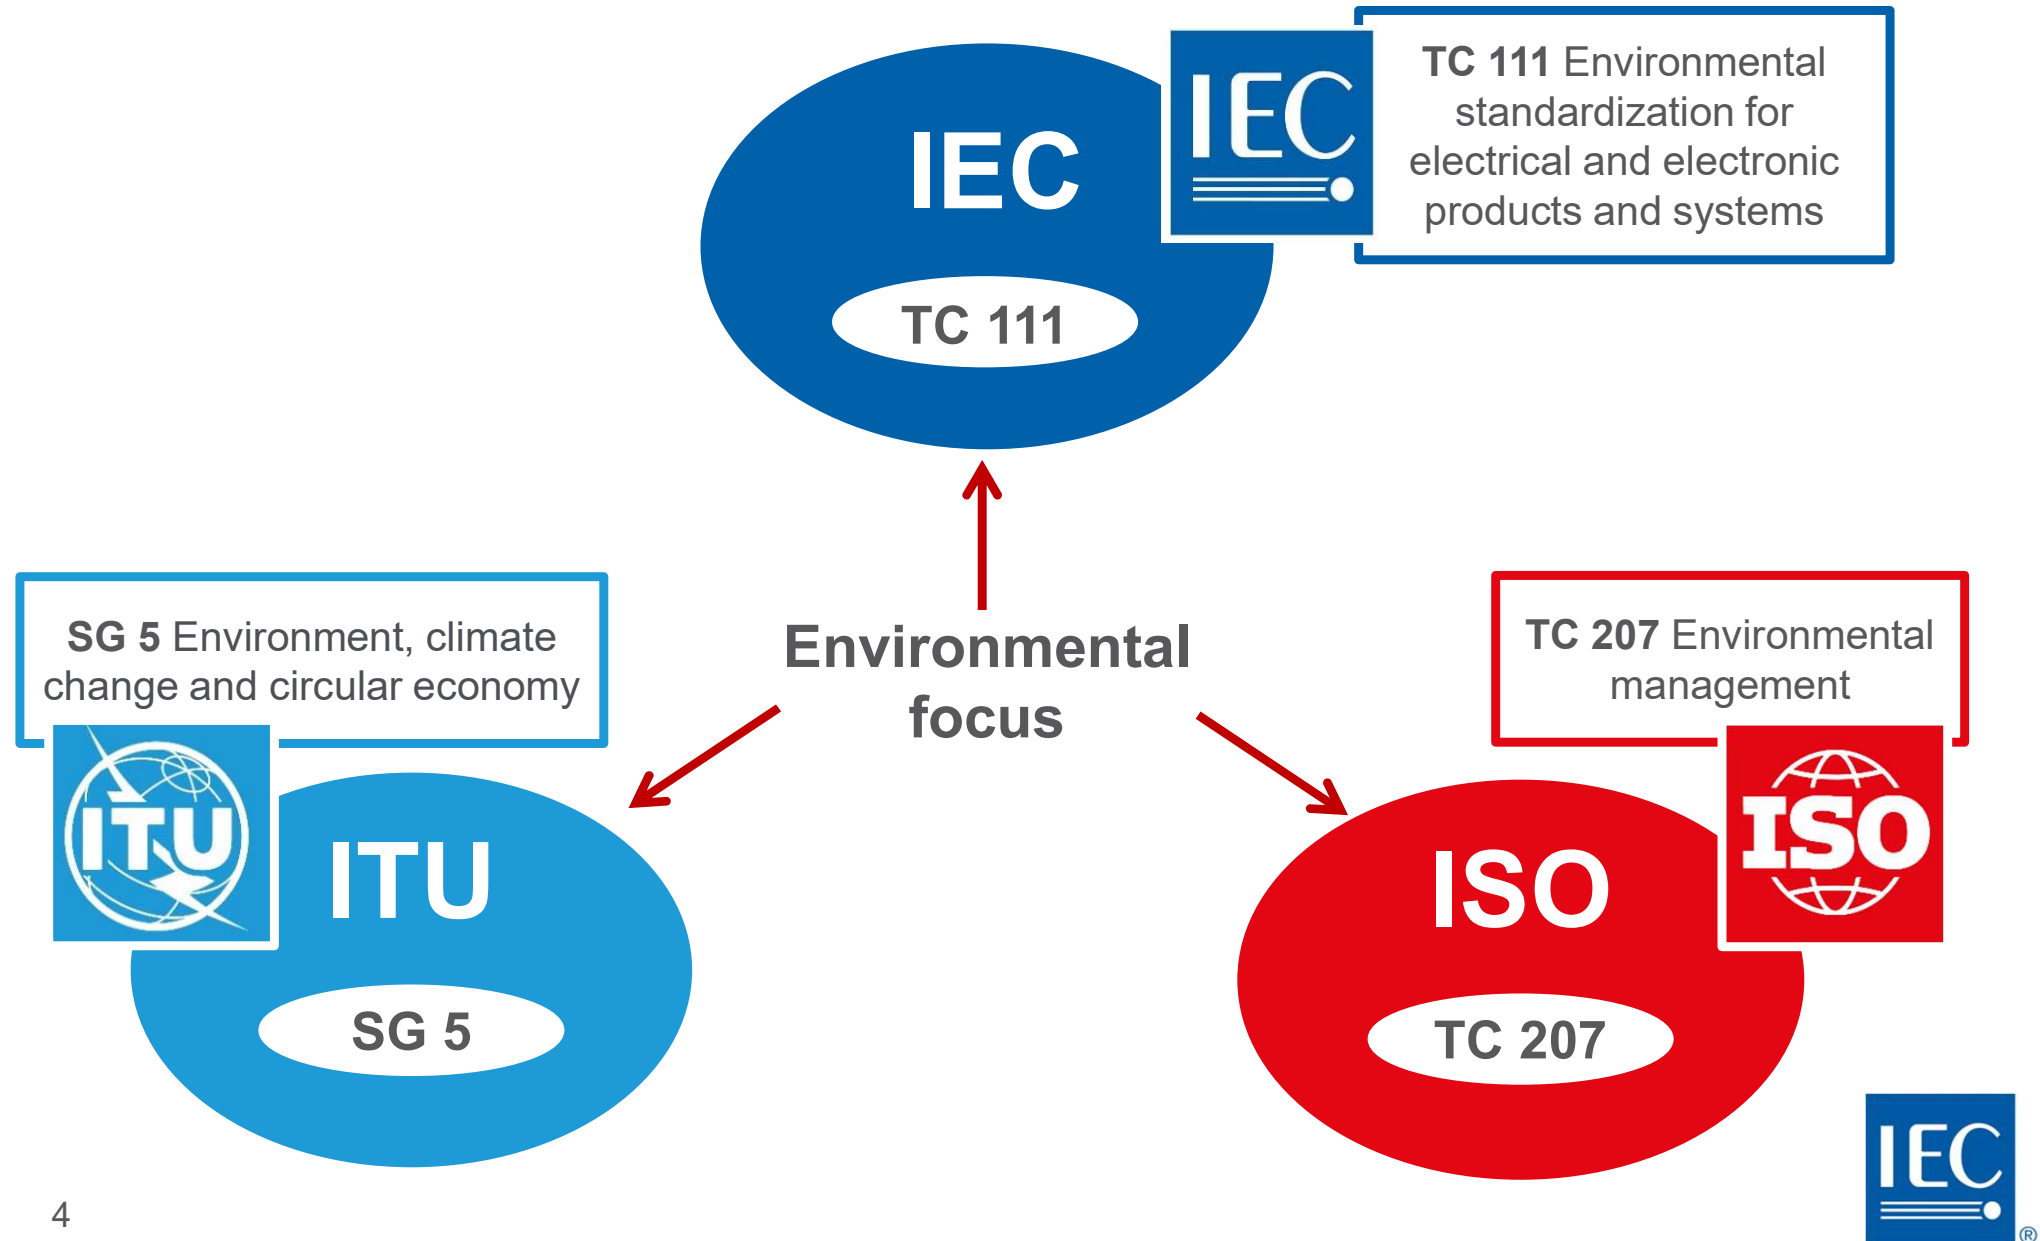 IEC
IEC
TC 111 Environmental
standardization for
electrical and electronic
products and systems
TC 111
SG 5 Environment, climate
change and circular economy
Environmental
focus
TC 207 Environmental
management
ITU
ITU
SG 5
ISO
ISO
TC 207
4
IEC
®